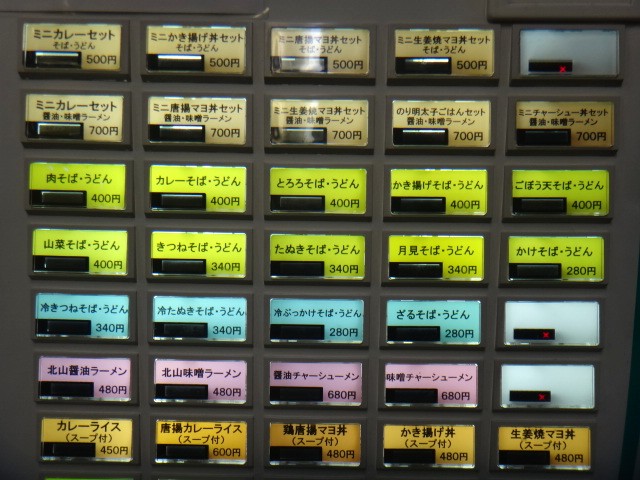 ミニカレーセット
そば・うどん
500円
ミニかき揚げ丼セット
そば・うどん
500円
ミニ唐揚マヨ丼セット
そば・うどん
500円
ミニ生姜焼マヨ丼セット
そば・うどん
500円
ミニカレーセット
醤油・味噌ラーメン
700円
ミニ唐揚マヨ丼セット
醤油・味噌ラーメン
700円
ミニ生姜焼マヨ丼セット
醤油・味噌ラーメン
700円
のり明太子ごはんセット
醤油・味噌ラーメン
700円
ミニチャーシュー丼セット
醤油・味噌ラーメン
700円
肉そば・うどん
400円
カレーそば・うどん
400円
とろろそば・うどん
400円
かき揚げそば・うどん
400円
ごぼう天そば・うどん
400円
山菜そば・うどん
400円
きつねそば・うどん
340円
たぬきそば・うどん
340円
月見そば・うどん
340円
かけそば・うどん
280円
冷きつねそば・うどん
340円
冷たぬきそば・うどん
340円
冷ぶっかけそば・うどん
280円
ざるそば・うどん
280円
北山醤油ラーメン
480円
北山味噌ラーメン
480円
醤油チャーシューメン
680円
味噌チャーシューメン
680円
カレーライス
(スープ付)
450円
唐揚カレーライス
(スープ付)
600円
鶏唐揚マヨ丼
(スープ付)
480円
かき揚げ丼
(スープ付)
480円
生姜焼マヨ丼
(スープ付)
480円